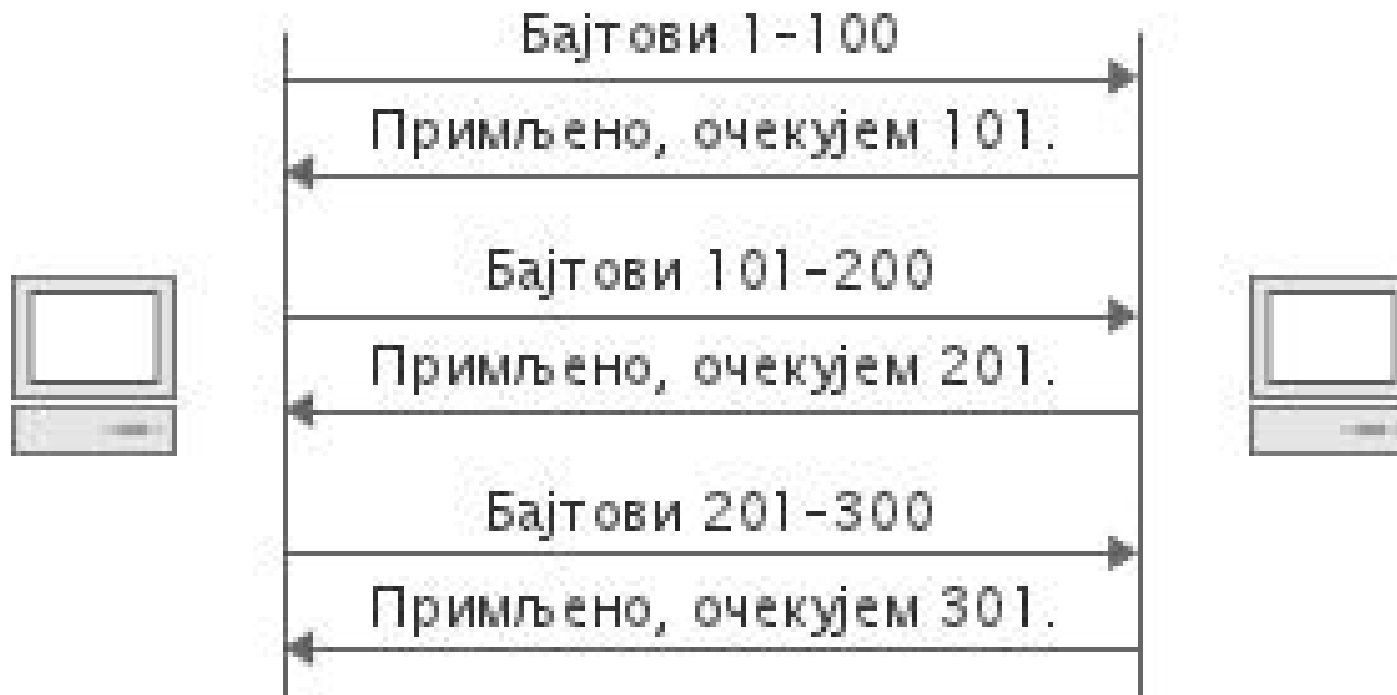 Бајтови 1-100
Примљено, очекујем 101.
Бајтови 101-200
Примљено, очекујем 201.
Бајтови 201-300
Примљено, очекујем 301.